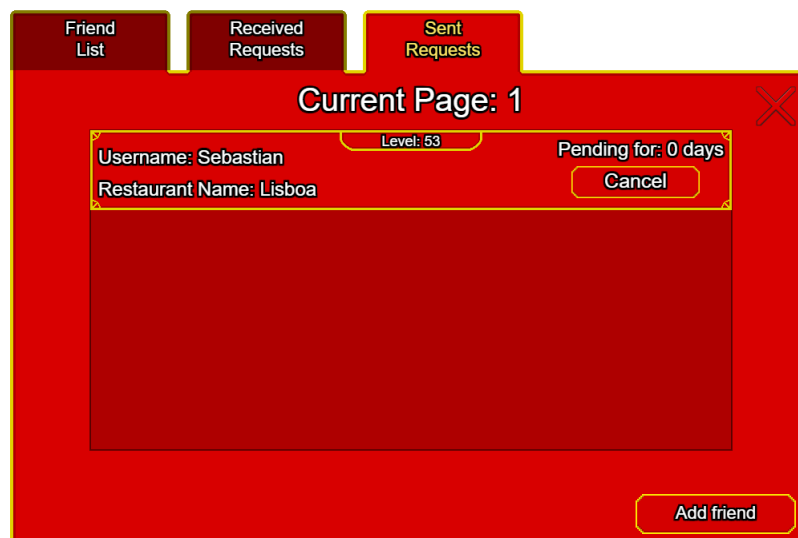 Friend
List
Received
Requests
Sent
Requests
Current Page: 1
Level: 53
Username: Sebastian
Pending for: 0 days
Restaurant Name: Lisboa
Cancel
Add friend